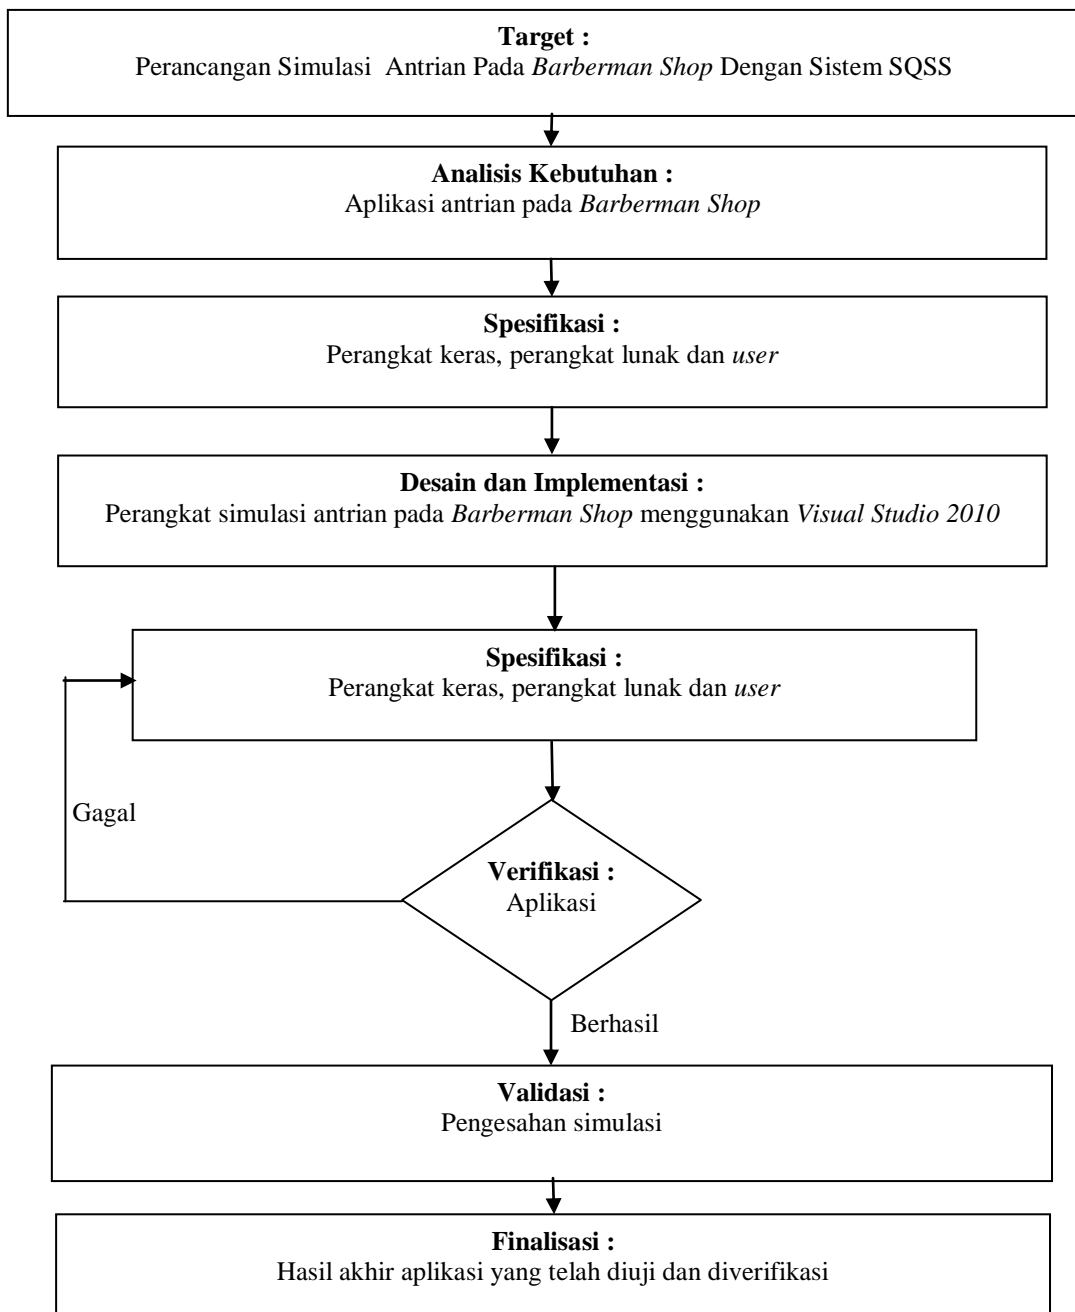 Target :
Perancangan Simulasi Antrian Pada Barberman Shop Dengan Sistem SQSS
Analisis Kebutuhan :
Aplikasi antrian pada Barberman Shop
Spesifikasi :
Perangkat keras, perangkat lunak dan user
Desain dan Implementasi :
Perangkat simulasi antrian pada Barberman Shop menggunakan Visual Studio 2010
Spesifikasi :
Perangkat keras, perangkat lunak dan user
Gagal
Verifikasi :
Aplikasi
Berhasil
Validasi :
Pengesahan simulasi
Finalisasi :
Hasil akhir aplikasi yang telah diuji dan diverifikasi